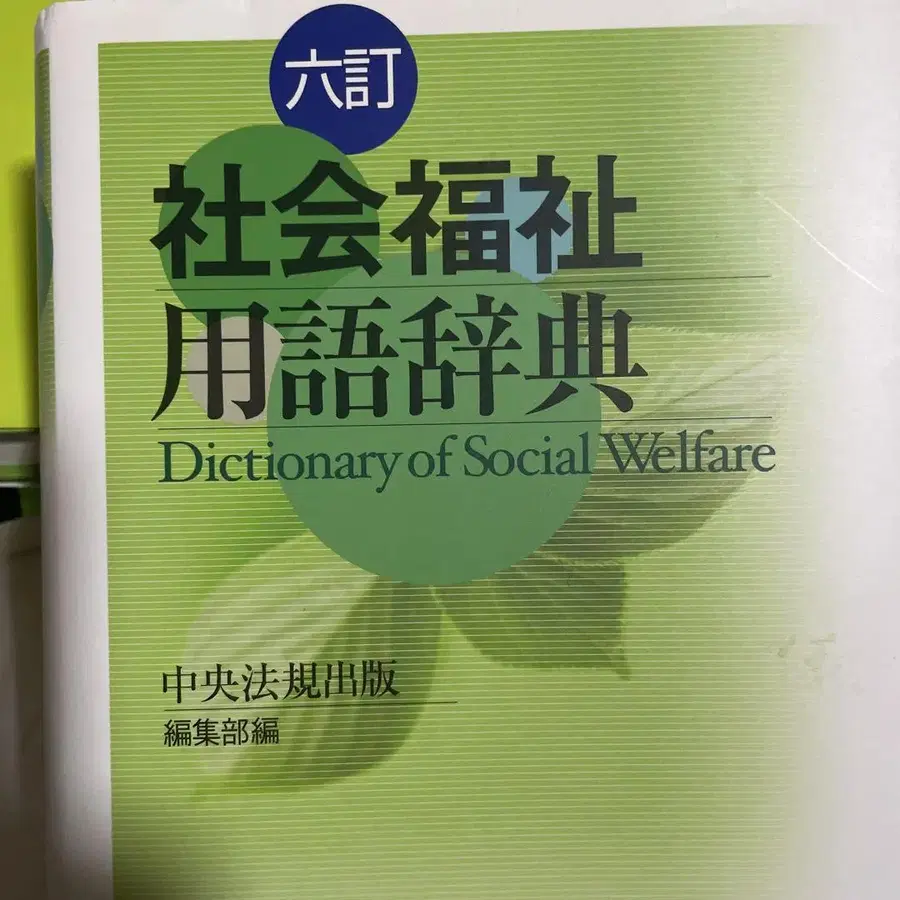 六訂
社会福祉
用語辞典
Dictionary of Social Welfare
中央法規出版
編集部編